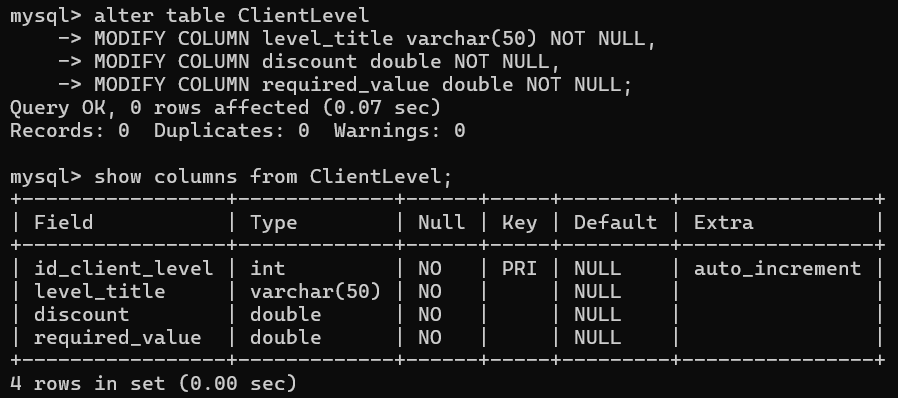 mysql> alter table ClientLevel
    -> MODIFY COLUMN level_title varchar(50) NOT NULL,
    -> MODIFY COLUMN discount double NOT NULL,
    -> MODIFY COLUMN required_value double NOT NULL;
Query OK, 0 rows affected (0.07 sec)
Records: 0  Duplicates: 0  Warnings: 0

mysql> show columns from ClientLevel;
+-----------------+-------------+------+-----+---------+----------------+
| Field           | Type        | Null | Key | Default | Extra          |
+-----------------+-------------+------+-----+---------+----------------+
| id_client_level | int         | NO   | PRI | NULL    | auto_increment |
| level_title     | varchar(50) | NO   |     | NULL    |                |
| discount        | double      | NO   |     | NULL    |                |
| required_value  | double      | NO   |     | NULL    |                |
+-----------------+-------------+------+-----+---------+----------------+
4 rows in set (0.00 sec)